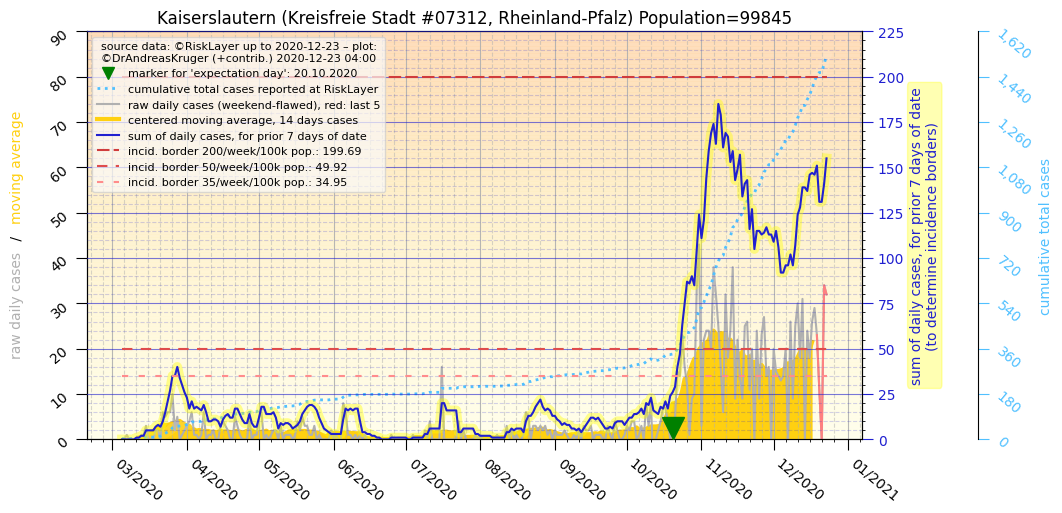 Kaiserslautern (Kreisfreie Stadt #07312, Rheinland-Pfalz) Population=99845
source data: ©RiskLayer up to 2020-12-23 – plot:
©DrAndreasKruger (+contrib.) 2020-12-23 04:00
marker for 'expectation day': 20.10.2020
cumulative total cases reported at RiskLayer
raw daily cases (weekend-flawed), red: last 5
centered moving average, 14 days cases
sum of daily cases, for prior 7 days of date
incid. border 200/week/100k pop.: 199.69
incid. border 50/week/100k pop.: 49.92
incid. border 35/week/100k pop.: 34.95
raw daily cases / moving average
90
80
70
60
50
40
30
20
10
0
225
200
175
150
125
100
75
50
25
0
sum of daily cases, for prior 7 days of date
(to determine incidence borders)
1,620
1,440
1,260
1,080
900
720
540
360
180
0
cumulative total cases
03/2020
04/2020
05/2020
06/2020
07/2020
08/2020
09/2020
10/2020
11/2020
12/2020
01/2021